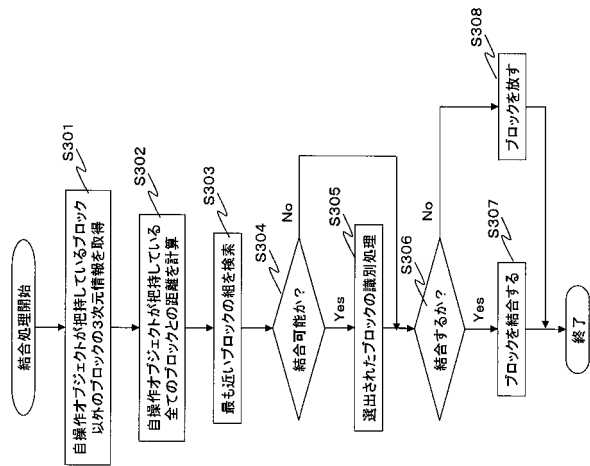 結合処理開始
S301
自操作オブジェクトが把持しているブロック
以外のブロックの3次元情報を取得
S302
自操作オブジェクトが把持している
全てのブロックとの距離を計算
S303
最も近いブロックの組を検索
S304
結合可能か?
No
Yes
S305
選出されたブロックの識別処理
S306
結合するか?
No
Yes
S307
ブロックを結合する
S308
ブロックを放す
終了